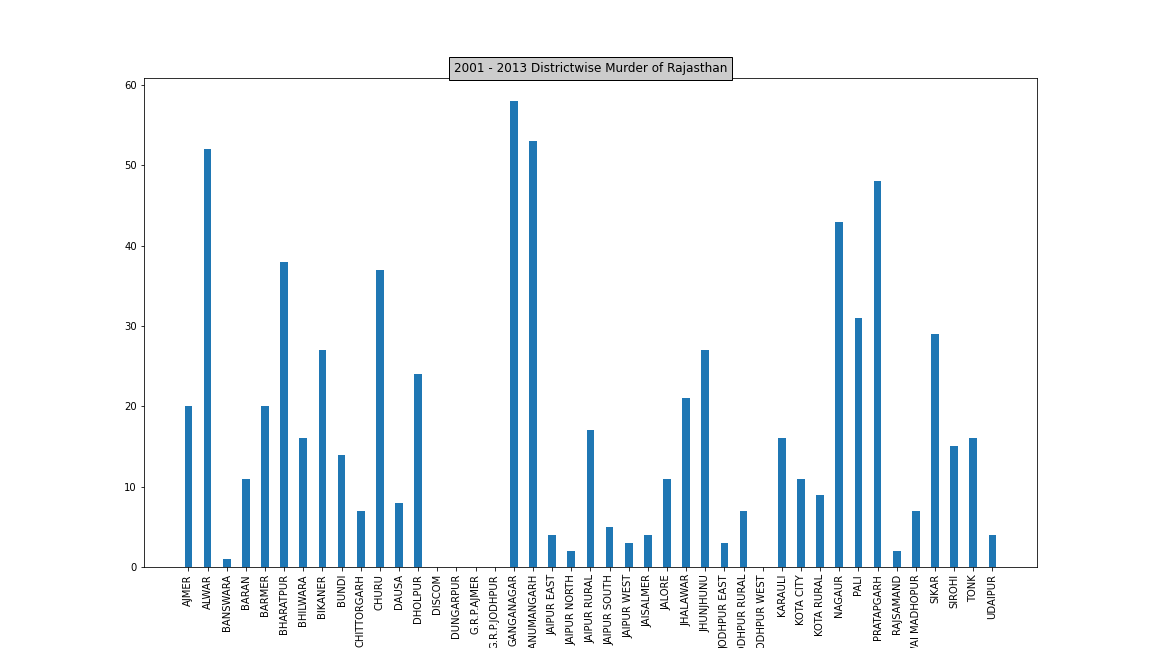 2001 - 2013 Districtwise Murder of Rajasthan
60
50
40
30
20
10
0
AJMER
ALWAR
BANSWARA
BARAN
BARMER
BHARATPUR
BHILWARA
BIKANER
BUNDI
CHITTORGARH
CHURU
DAUSA
DHOLPUR
DISCOM
DUNGARPUR
G.R.P.AJMER
G.R.P.JODHPUR
GANGANAGAR
ANUMANGARH
JAIPUR EAST
JAIPUR NORTH
JAIPUR RURAL
JAIPUR SOUTH
JAIPUR WEST
JAISALMER
JALORE
JHALAWAR
JHUNJHUNU
JODHPUR EAST
ODHPUR RURAL
ODHPUR WEST
KARAULI
KOTA CITY
KOTA RURAL
NAGAUR
PALI
PRATAPGARH
RAJSAMAND
AI MADHOPUR
SIKAR
SIROHI
TONK
UDAIPUR